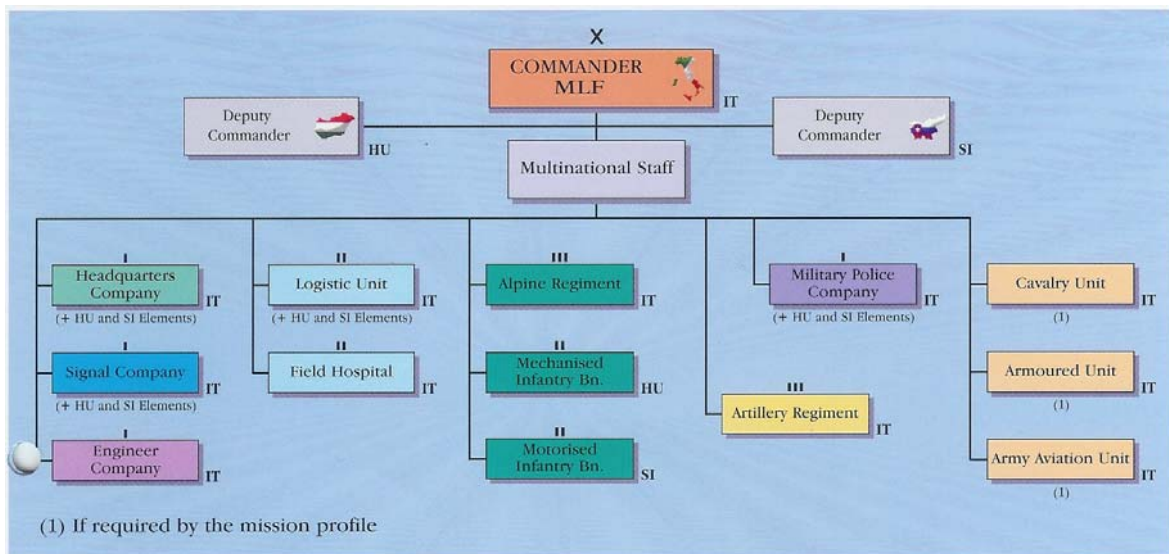 X
COMMANDER
MLF
IT
Deputy
Commander
HU
Deputy
Commander
SI
Multinational Staff
I
Headquarters
Company
IT
(+ HU and SI Elements)
II
Logistic Unit
IT
(+ HU and SI Elements)
III
Alpine Regiment
IT
I
Military Police
Company
IT
(+ HU and SI Elements)
Cavalry Unit
IT
(1)
I
Signal Company
IT
(+ HU and SI Elements)
II
Field Hospital
IT
II
Mechanised
Infantry Bn.
HU
III
Artillery Regiment
IT
Armoured Unit
IT
(1)
I
Engineer
Company
IT
II
Motorised
Infantry Bn.
SI
Army Aviation Unit
IT
(1)
(1) If required by the mission profile